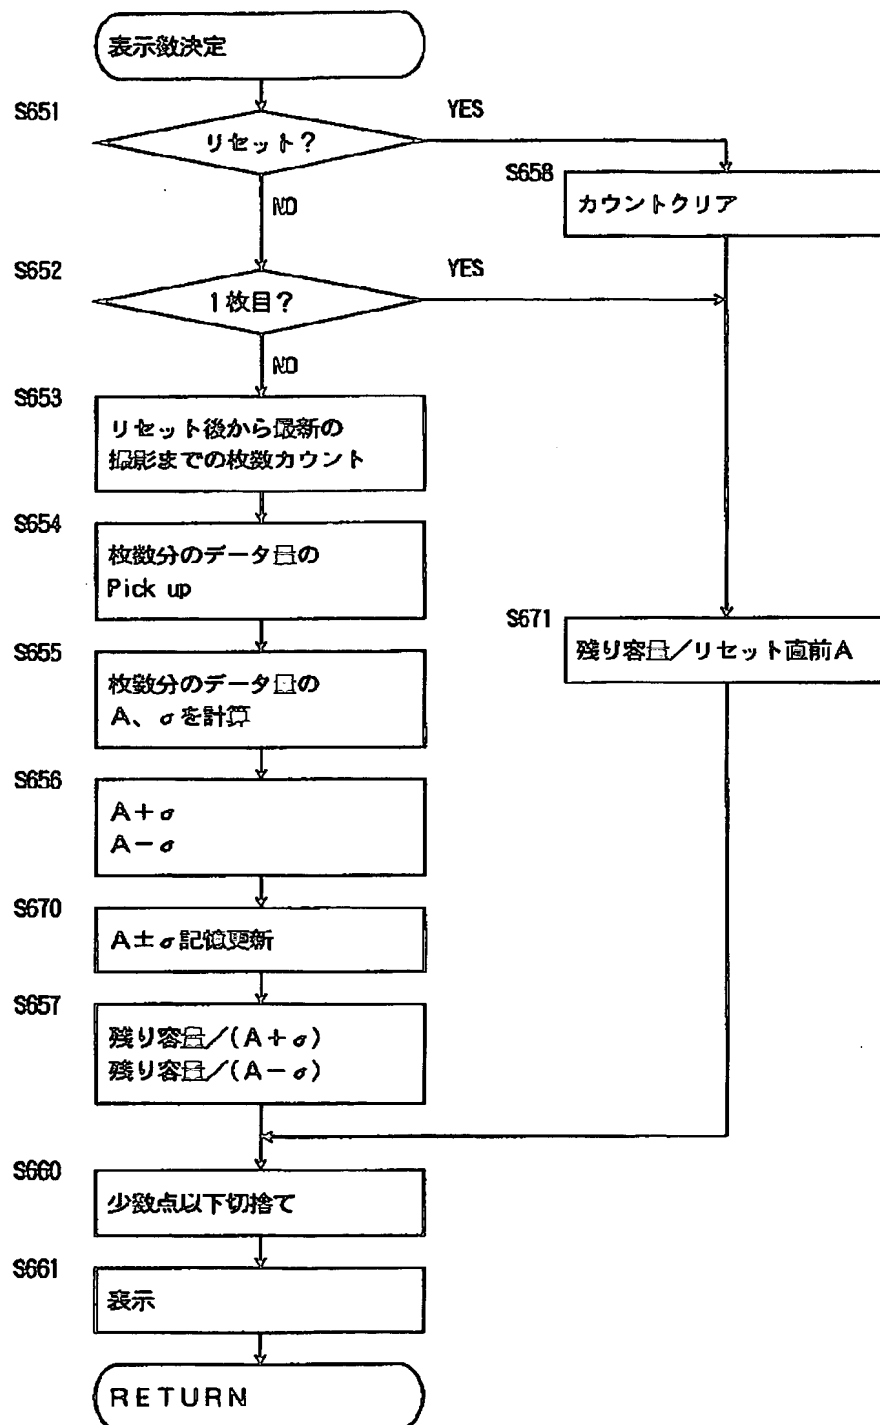 表示数決定
S651
リセット?
YES
NO
S658
カウントクリア
S652
1枚目?
YES
NO
S653
リセット後から最新の
撮影までの枚数カウント
S654
枚数分のデータ量の
Pick up
S655
枚数分のデータ量の
A、σを計算
S656
A+σ
A-σ
S670
A±σ記憶更新
S657
残り容量/(A+σ)
残り容量/(A-σ)
S671
残り容量/リセット直前A
S660
少数点以下切捨て
S661
表示
RETURN